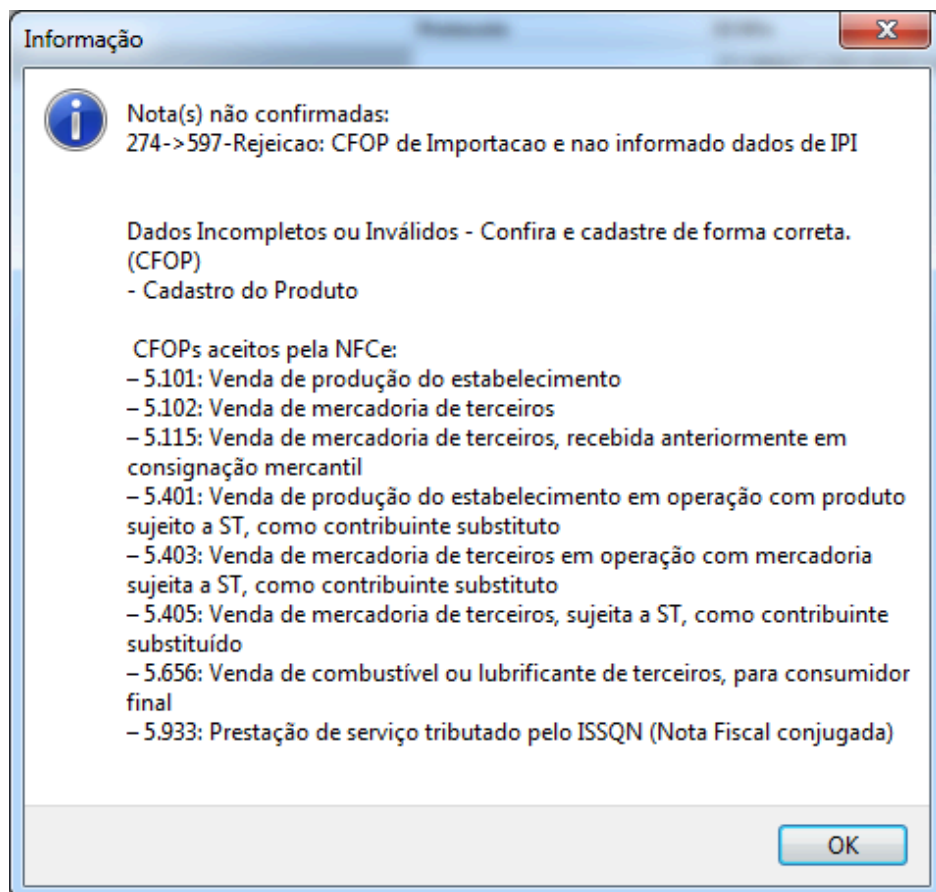 Informação
Nota(s) não confirmadas:
274->597-Rejeicao: CFOP de Importacao e nao informado dados de IPI
Dados Incompletos ou Inválidos - Confira e cadastre de forma correta.
(CFOP)
- Cadastro do Produto
CFOPs aceitos pela NFCe:
– 5.101: Venda de produção do estabelecimento
– 5.102: Venda de mercadoria de terceiros
– 5.115: Venda de mercadoria de terceiros, recebida anteriormente em
consignação mercantil
– 5.401: Venda de produção do estabelecimento em operação com produto
sujeito a ST, como contribuinte substituto
– 5.403: Venda de mercadoria de terceiros em operação com mercadoria
sujeita a ST, como contribuinte substituto
– 5.405: Venda de mercadoria de terceiros, sujeita a ST, como contribuinte
substituído
– 5.656: Venda de combustível ou lubrificante de terceiros, para consumidor
final
– 5.933: Prestação de serviço tributado pelo ISSQN (Nota Fiscal conjugada)
OK